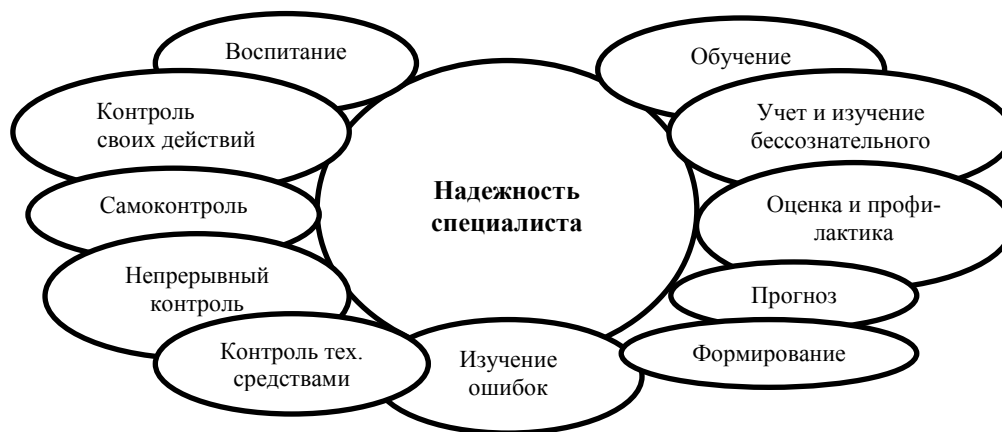 Воспитание
Обучение
Контроль
своих действий
Учет и изучение
бессознательного
Надежность
специалиста
Самоконтроль
Оценка и профи-
лактика
Непрерывный
контроль
Прогноз
Контроль тех.
средствами
Изучение
ошибок
Формирование